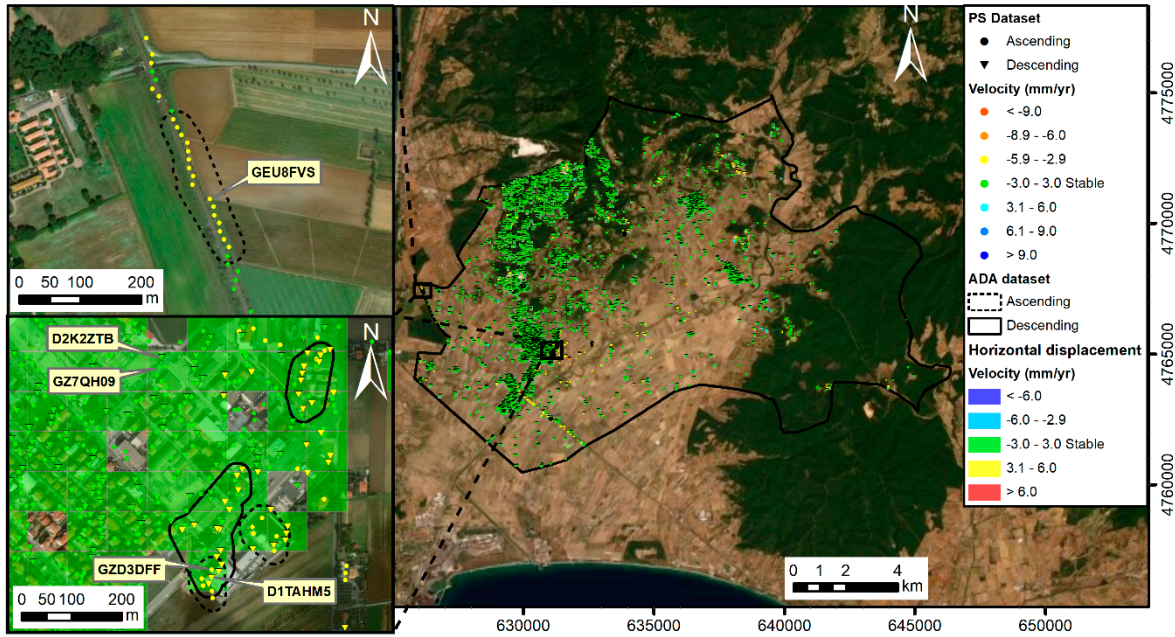 N
GEU8FVS
0 50 100 200
m
D2K2ZTB
GZ7QH09
N
GZD3DFF
D1TAHM5
0 50 100 200
m
N
0 1 2 4
km
630000 635000 640000 645000 650000
4775000
4770000
4765000
4760000
PS Dataset
Ascending
Descending
Velocity (mm/yr)
< -9.0
-8.9 - -6.0
-5.9 - -2.9
-3.0 - 3.0 Stable
3.1 - 6.0
6.1 - 9.0
> 9.0
ADA dataset
Ascending
Descending
Horizontal displacement
Velocity (mm/yr)
< -6.0
-6.0 - -2.9
-3.0 - 3.0 Stable
3.1 - 6.0
> 6.0